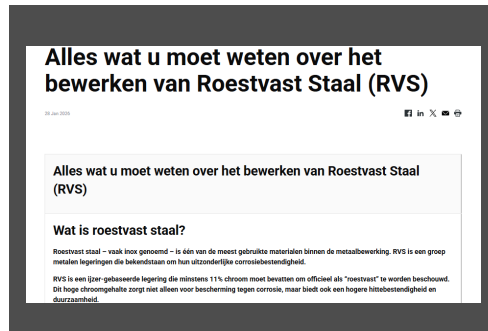 Alles wat u moet weten over het
bewerken van Roestvast Staal (RVS)
Alles wat u moet weten over het bewerken van Roestvast Staal
(RVS)
Wat is roestvast staal?
Roestvast staal – vaak inox genoemd – is één van de meest gebruikte materialen binnen de metaalbewerking. RVS is een groep
metalen legeringen die bekendstaan om hun uitzonderlijke corrosiebestendigheid.
RVS is een ijzer-gebaseerde legering die minstens 11% chroom moet bevatten om officieel als "roestvast" te worden beschouwd.
Dit hoge chroomgehalte zorgt niet alleen voor bescherming tegen corrosie, maar biedt ook een hogere hittebestendigheid en
duurzaamheid.